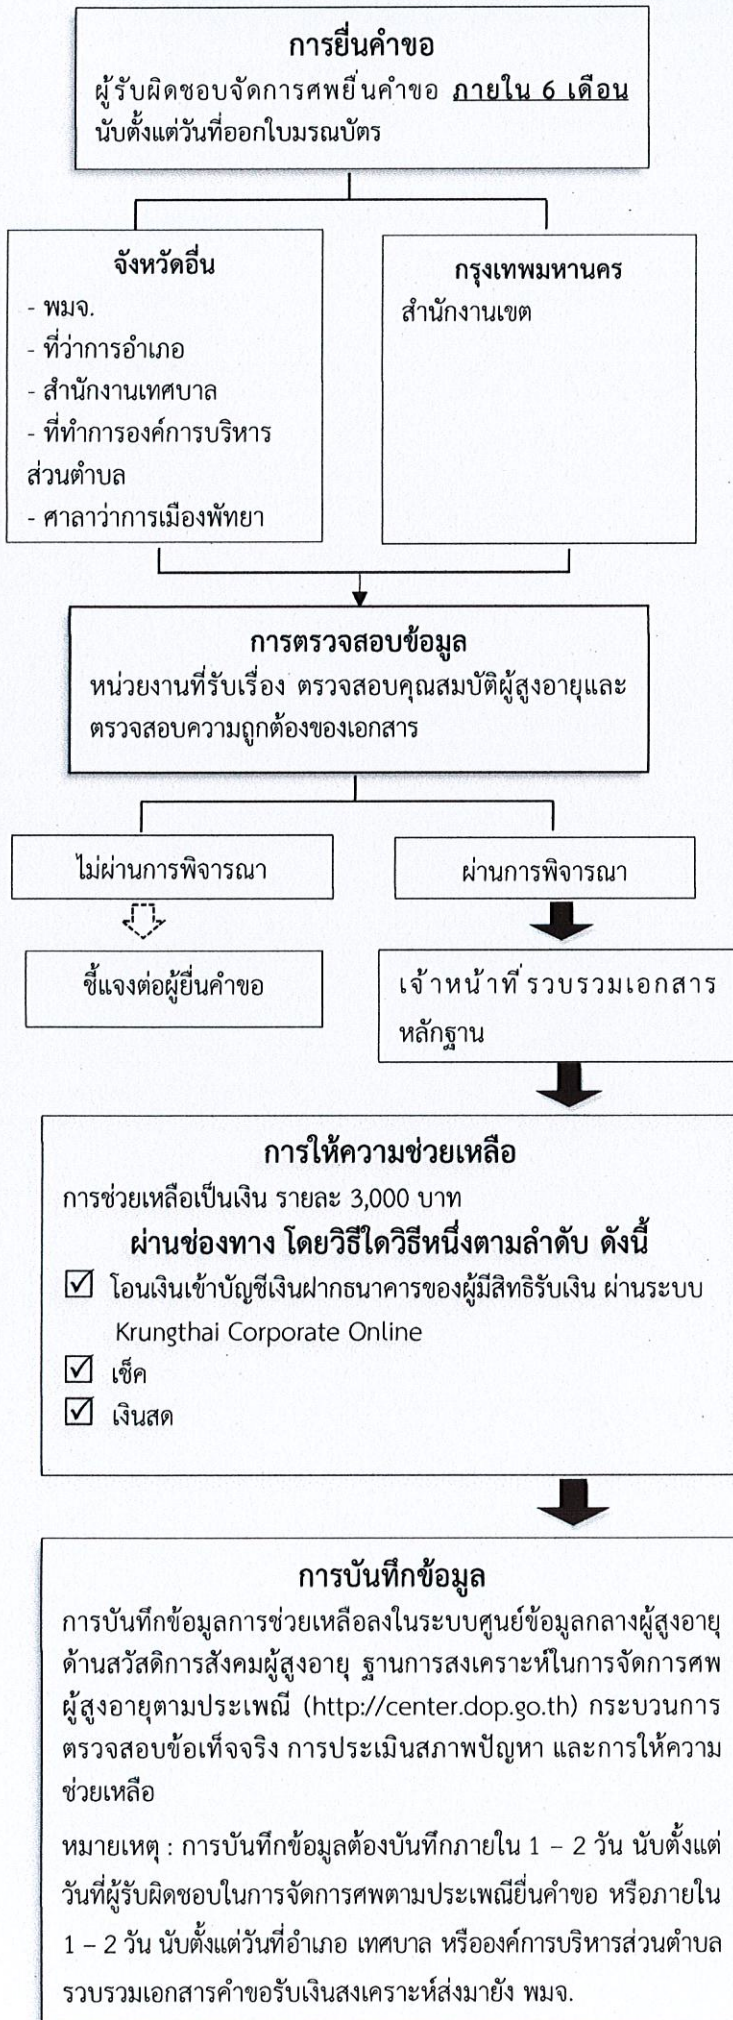 การยื่นคำขอ
ผู้รับผิดชอบจัดการศพยื่นคำขอ ภายใน 6 เดือน
นับตั้งแต่วันที่ออกใบมรณบัตร
จังหวัดอื่น
- พมจ.
- ที่ว่าการอำเภอ
- สำนักงานเทศบาล
- ที่ทำการองค์การบริหาร
ส่วนตำบล
- ศาลาว่าการเมืองพัทยา
กรุงเทพมหานคร
สำนักงานเขต
การตรวจสอบข้อมูล
หน่วยงานที่รับเรื่อง ตรวจสอบคุณสมบัติผู้สูงอายุและ
ตรวจสอบความถูกต้องของเอกสาร
ไม่ผ่านการพิจารณา
ชี้แจงต่อผู้ยื่นคำขอ
ผ่านการพิจารณา
เจ้าหน้าที่รวบรวมเอกสาร
หลักฐาน
การให้ความช่วยเหลือ
การช่วยเหลือเป็นเงิน รายละ 3,000 บาท
ผ่านช่องทาง โดยวิธีใดวิธีหนึ่งตามลำดับ ดังนี้
☑ โอนเงินเข้าบัญชีเงินฝากธนาคารของผู้มีสิทธิรับเงิน ผ่านระบบ
Krungthai Corporate Online
☑ เช็ค
☑ เงินสด
การบันทึกข้อมูล
การบันทึกข้อมูลการช่วยเหลือลงในระบบศูนย์ข้อมูลกลางผู้สูงอายุ
ด้านสวัสดิการสังคมผู้สูงอายุ ฐานการสงเคราะห์ในการจัดการศพ
ผู้สูงอายุตามประเพณี (http://center.dop.go.th) กระบวนการ
ตรวจสอบข้อเท็จจริง การประเมินสภาพปัญหา และการให้ความ
ช่วยเหลือ
หมายเหตุ : การบันทึกข้อมูลต้องบันทึกภายใน 1 – 2 วัน นับตั้งแต่
วันที่ผู้รับผิดชอบในการจัดการศพตามประเพณียื่นคำขอ หรือภายใน
1 – 2 วัน นับตั้งแต่วันที่อำเภอ เทศบาล หรือองค์การบริหารส่วนตำบล
รวบรวมเอกสารคำขอรับเงินสงเคราะห์ส่งมายัง พมจ.